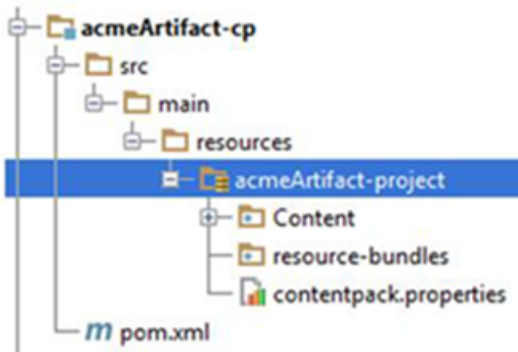 acmeArtifact-cp
src
main
resources
acmeArtifact-project
Content
resource-bundles
contentpack.properties
m pom.xml